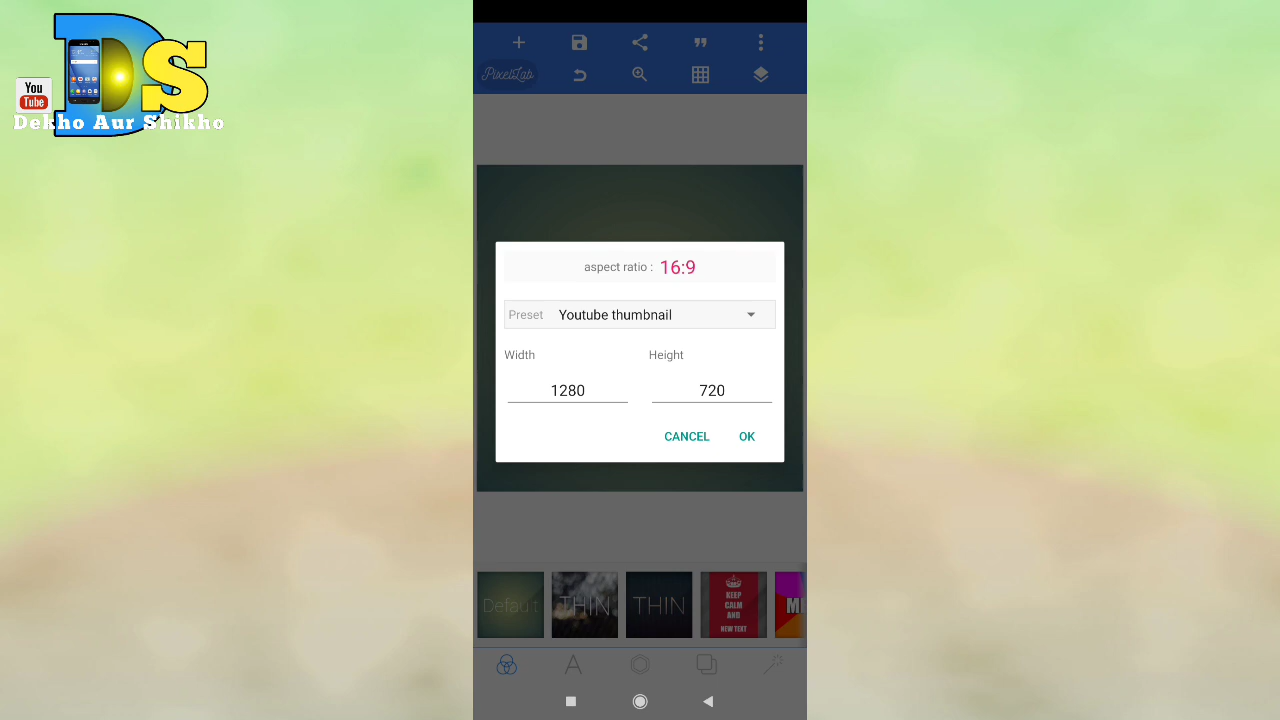 DS
You
Tube
Dekho Aur Shikho
PixelLab
aspect ratio : 16:9
Preset Youtube thumbnail
Width Height
1280 720
CANCEL OK
Default
THIN
THIN
KEEP
CALM
AND
NEW TEXT